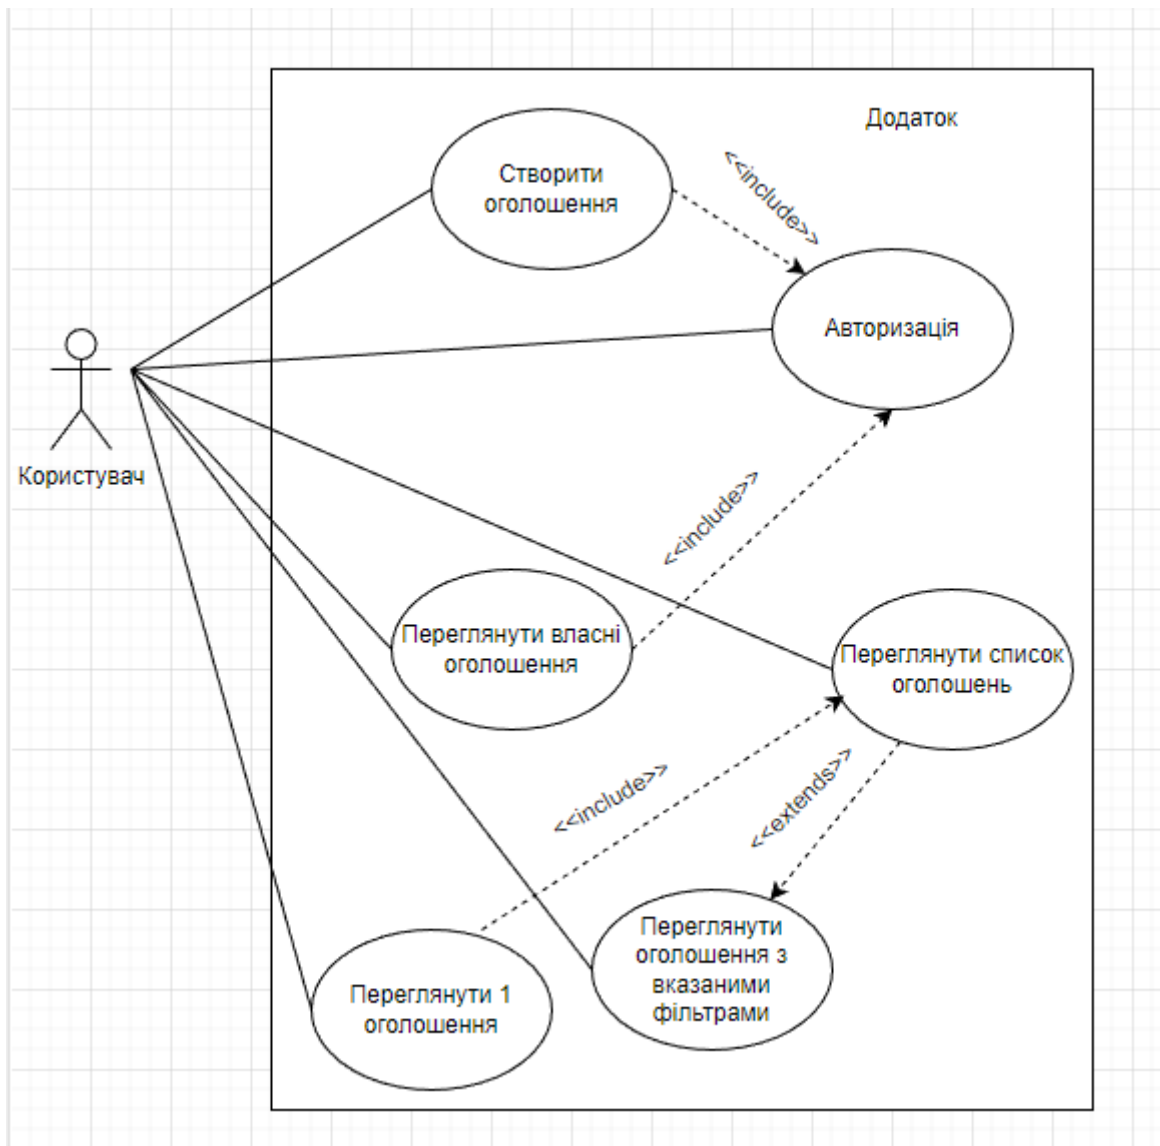 Додаток
Створити
оголошення
<<include>>
Авторизація
Користувач
<<include>>
Переглянути власні
оголошення
Переглянути список
оголошень
<<include>>
<<extends>>
Переглянути
оголошення з
вказаними
фільтрами
Переглянути 1
оголошення